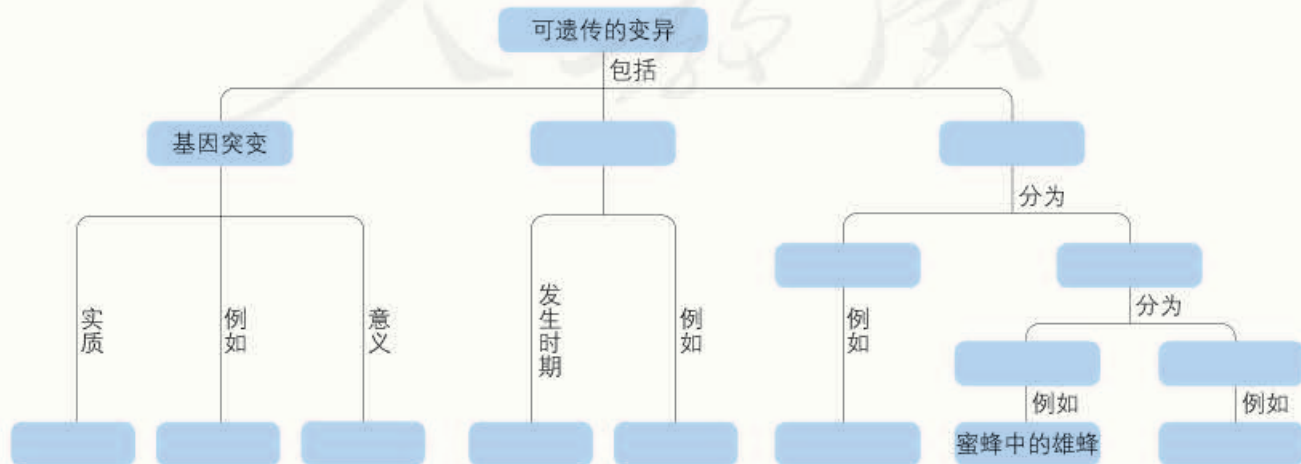 可遗传的变异
包括
基因突变
分为
分为
实质
例如
意义
发生时期
例如
例如
例如
例如
蜜蜂中的雄蜂